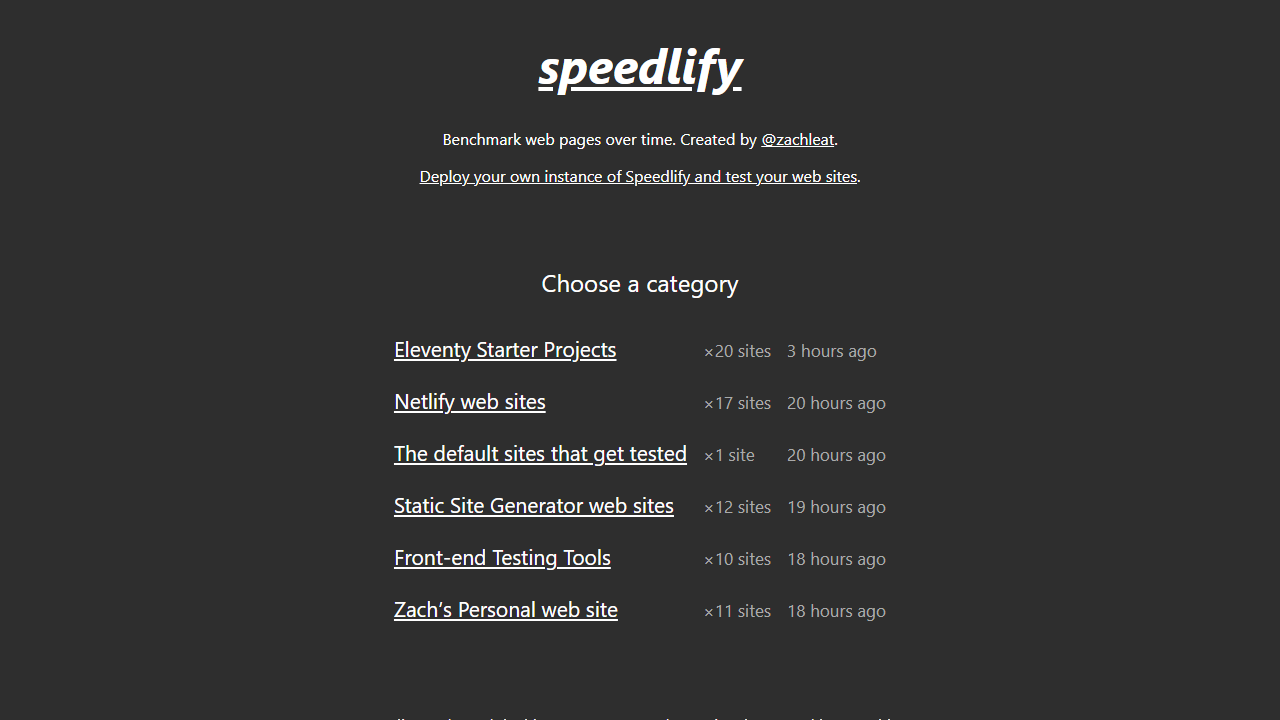 speedlify
Benchmark web pages over time. Created by @zachleat.
Deploy your own instance of Speedlify and test your web sites.
Choose a category
Eleventy Starter Projects ×20 sites 3 hours ago
Netlify web sites ×17 sites 20 hours ago
The default sites that get tested ×1 site 20 hours ago
Static Site Generator web sites ×12 sites 19 hours ago
Front-end Testing Tools ×10 sites 18 hours ago
Zach’s Personal web site ×11 sites 18 hours ago